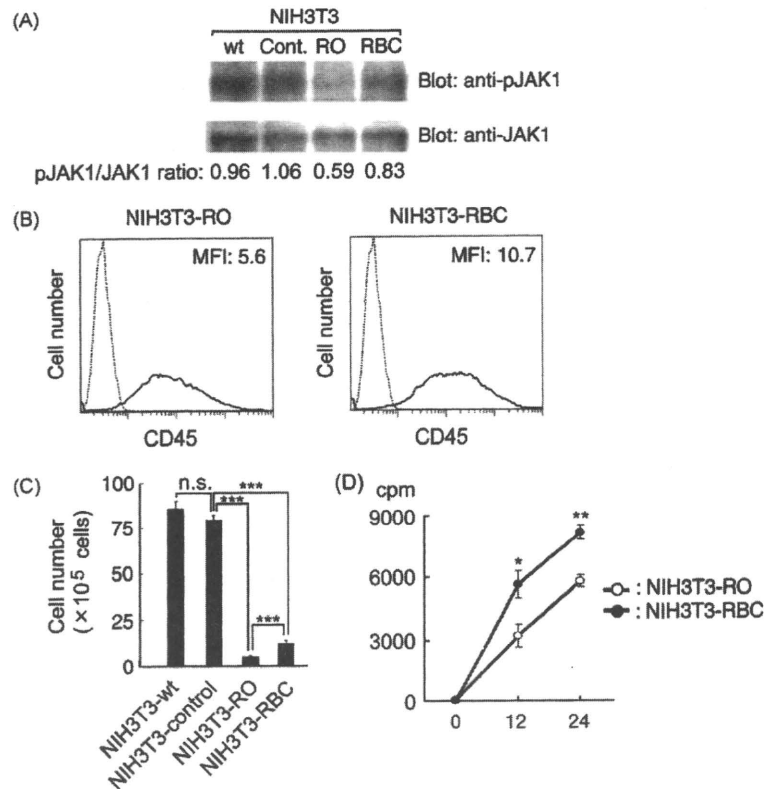 (A)
NIH3T3
wt Cont. RO RBC
Blot: anti-pJAK1
Blot: anti-JAK1
pJAK1/JAK1 ratio: 0.96 1.06 0.59 0.83
(B)
NIH3T3-RO
NIH3T3-RBC
MFI: 5.6
MFI: 10.7
Cell number
Cell number
CD45
CD45
(C)
Cell number
(×10⁵ cells)
100
75
50
25
0
n.s.
***
***
***
NIH3T3-wt
NIH3T3-control
NIH3T3-RO
NIH3T3-RBC
(D)
cpm
9000
6000
3000
0
*
**
0 12 24
: NIH3T3-RO
: NIH3T3-RBC